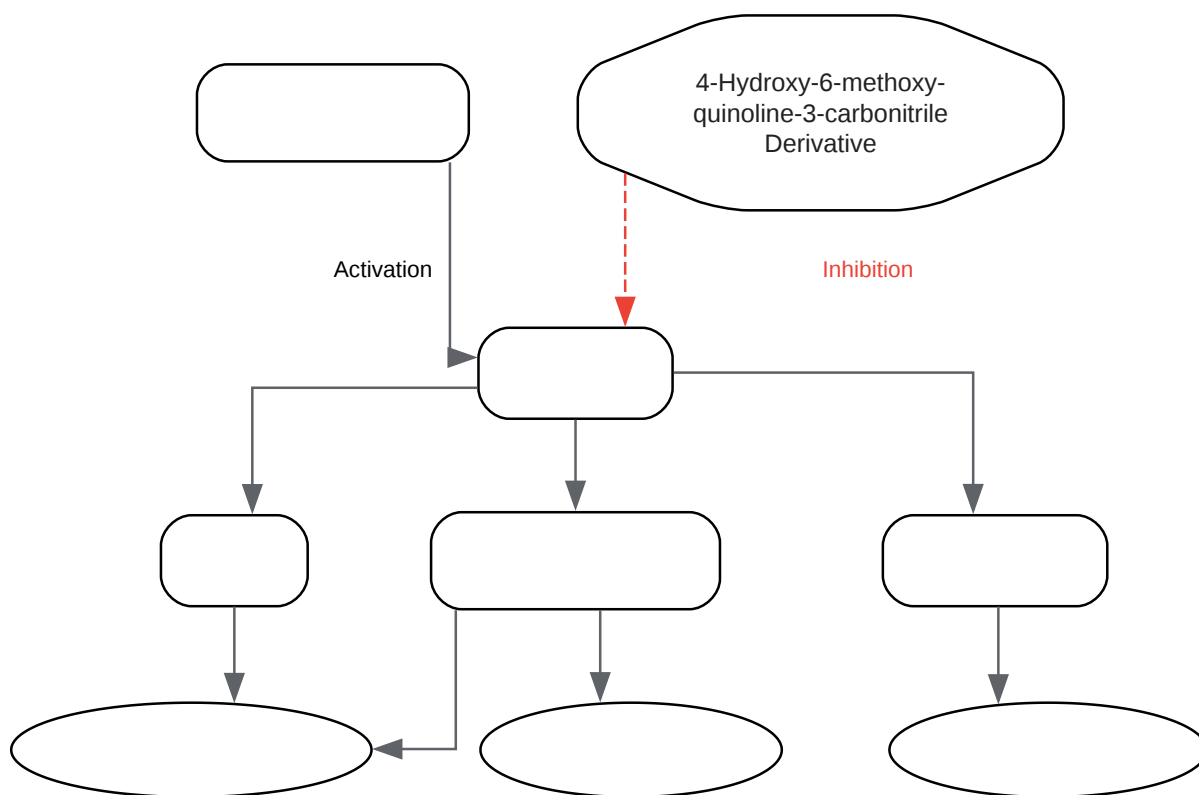 4-Hydroxy-6-methoxy-
quinoline-3-carbonitrile
Derivative
Activation
Inhibition